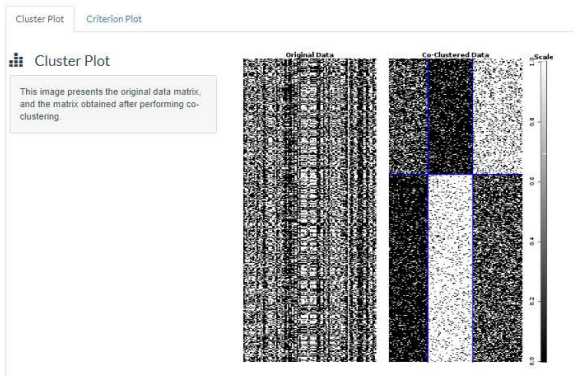 Cluster Plot
Criterion Plot
Cluster Plot
This image presents the original data matrix,
and the matrix obtained after performing co-
clustering.
Original Data
Co-Clustered Data
Scale
1.0
0.8
0.6
0.4
0.2
0.0